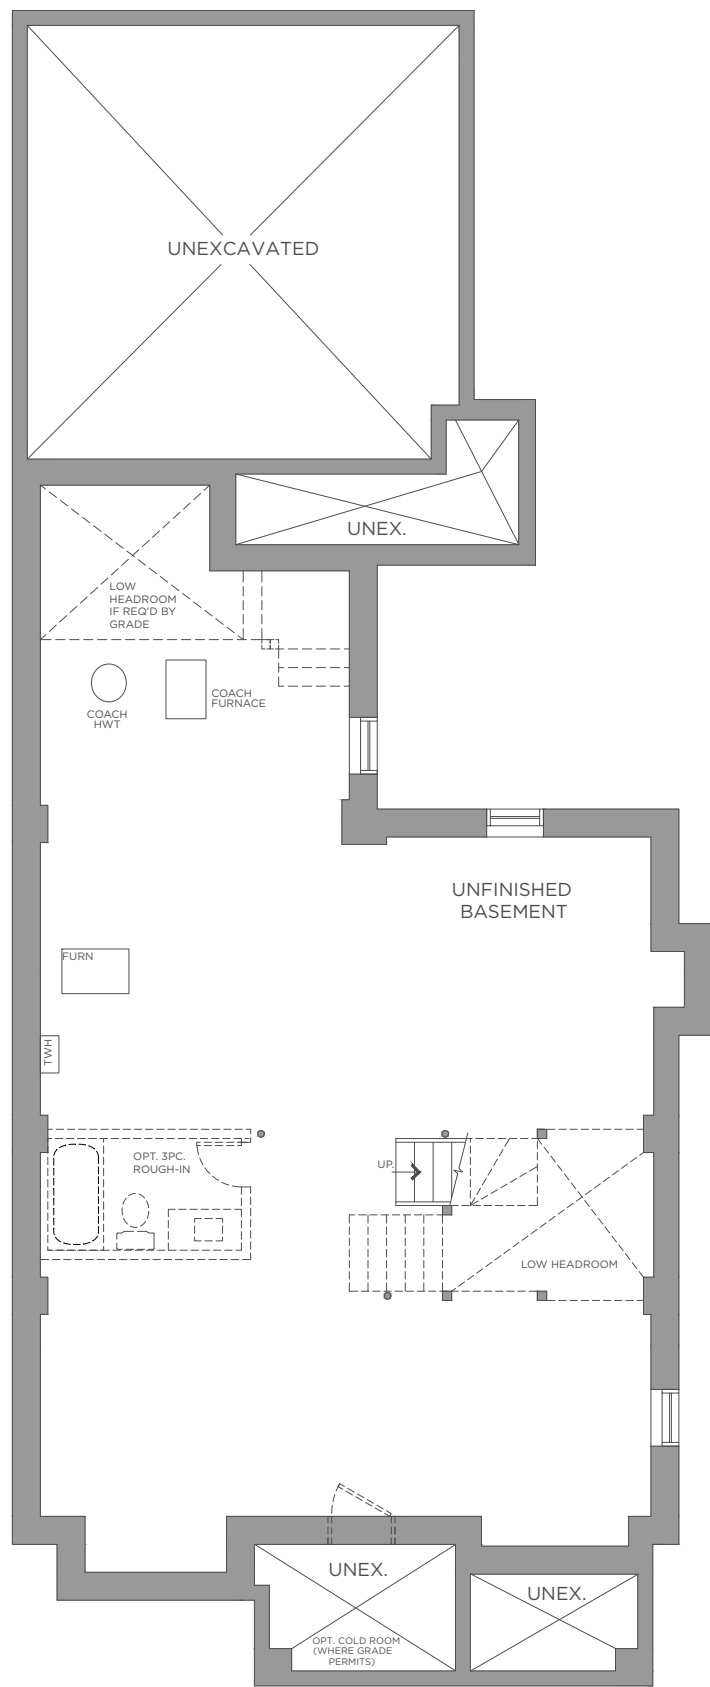 UNEXCAVATED
UNEX.
LOW
HEADROOM
IF REQ'D BY
GRADE
COACH
HWT
COACH
FURNACE
UNFINISHED
BASEMENT
FURN
TWH
OPT. 3PC.
ROUGH-IN
UP
LOW HEADROOM
UNEX.
OPT. COLD ROOM
(WHERE GRADE
PERMITS)
UNEX.